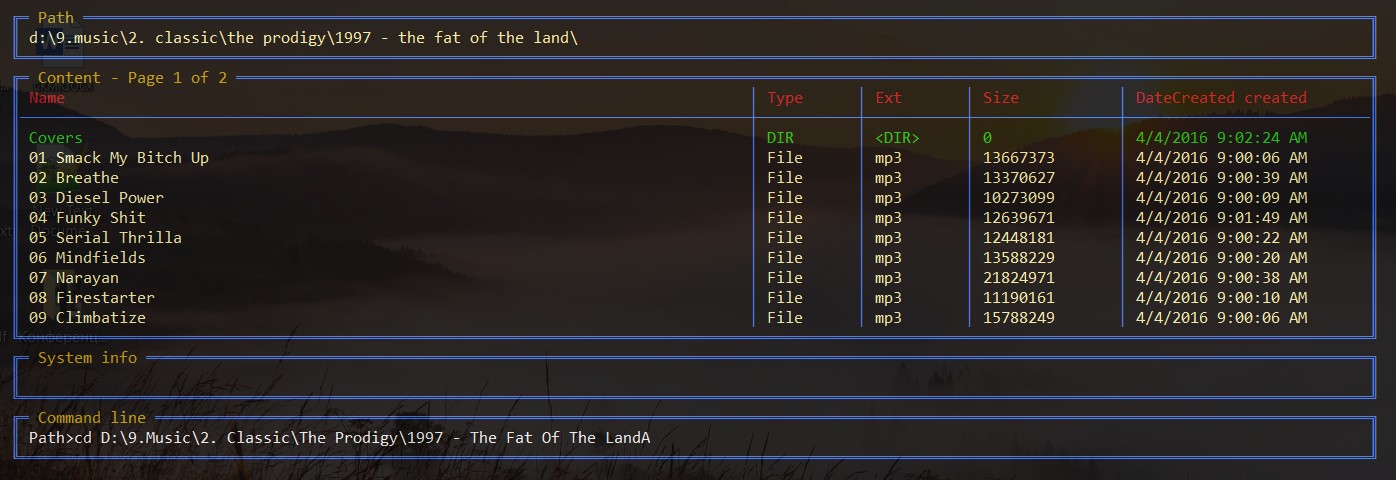 Path
d:\9.music\2. classic\the prodigy\1997 - the fat of the land\
Content - Page 1 of 2
Name Type Ext Size DateCreated created
Covers DIR <DIR> 0 4/4/2016 9:02:24 AM
01 Smack My Bitch Up File mp3 13667373 4/4/2016 9:00:06 AM
02 Breathe File mp3 13370627 4/4/2016 9:00:39 AM
03 Diesel Power File mp3 10273099 4/4/2016 9:00:09 AM
04 Funky Shit File mp3 12639671 4/4/2016 9:01:49 AM
05 Serial Thrilla File mp3 12448181 4/4/2016 9:00:22 AM
06 Mindfields File mp3 13588229 4/4/2016 9:00:20 AM
07 Narayan File mp3 21824971 4/4/2016 9:00:38 AM
08 Firestarter File mp3 11190161 4/4/2016 9:00:10 AM
09 Climbatize File mp3 15788249 4/4/2016 9:00:06 AM
System info
Command line
Path>cd D:\9.Music\2. Classic\The Prodigy\1997 - The Fat Of The LandA